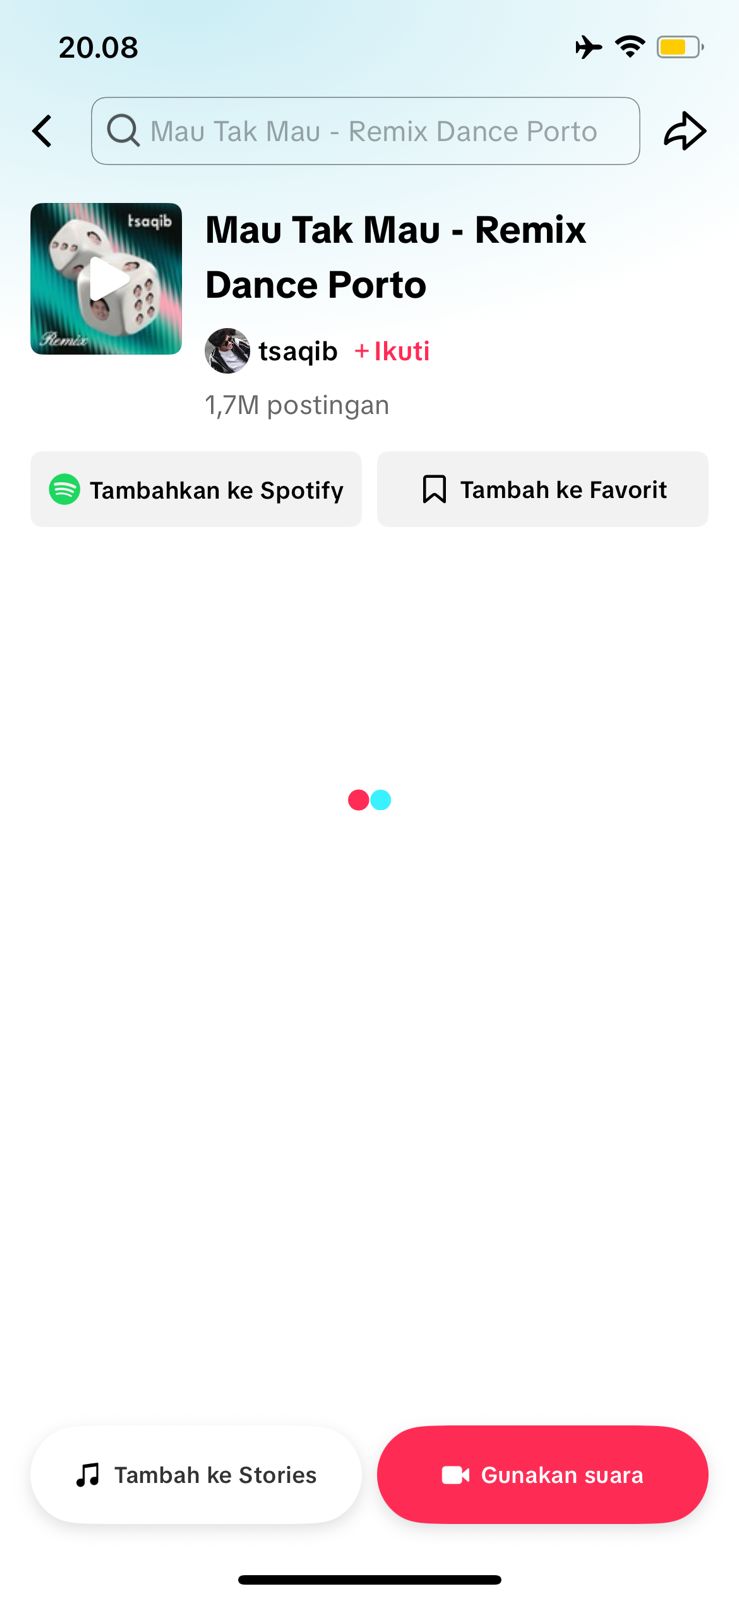 20.08
Mau Tak Mau - Remix Dance Porto
tsaqib
Remix
Mau Tak Mau - Remix
Dance Porto
tsaqib + Ikuti
1,7M postingan
Tambahkan ke Spotify
Tambah ke Favorit
Tambah ke Stories
Gunakan suara